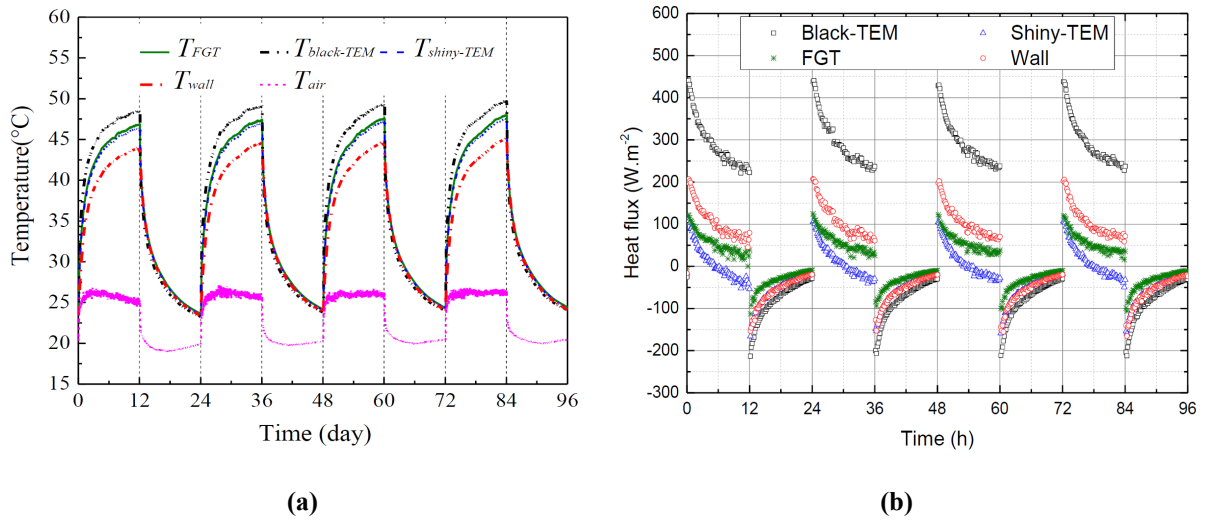 60
55
50
45
40
35
30
25
20
15
Temperature(°C)
T_FGT T_black-TEM T_shiny-TEM
T_wall T_air
0 12 24 36 48 60 72 84 96
Time (day)
(a)
600
500
400
300
200
100
0
-100
-200
-300
Heat flux (W.m-2)
Black-TEM Shiny-TEM
FGT Wall
0 12 24 36 48 60 72 84 96
Time (h)
(b)